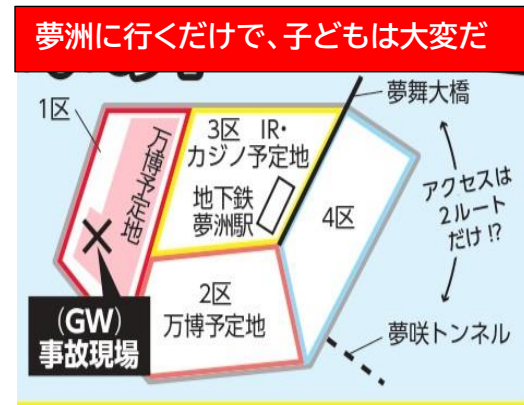 夢洲に行くだけで、子どもは大変だ
1区
万博予定地
3区 IR・
カジノ予定地
地下鉄
夢洲駅
4区
夢舞大橋
アクセスは
2ルート
だけ!?
2区
万博予定地
(GW)
事故現場
夢咲トンネル